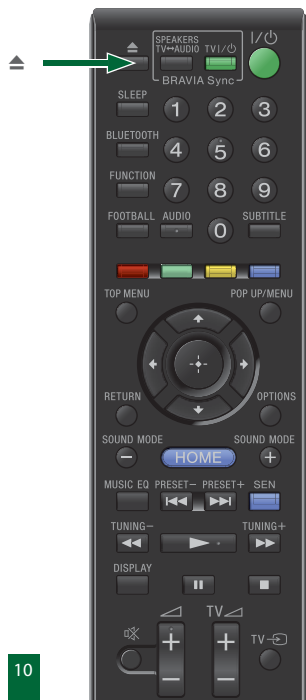 SPEAKERS
TV↔AUDIO TV I/⏻ I/⏻
BRAVIA Sync
SLEEP
1 2 3
BLUETOOTH
4 5 6
FUNCTION
7 8 9
FOOTBALL AUDIO SUBTITLE
0
TOP MENU POP UP/MENU
RETURN OPTIONS
SOUND MODE SOUND MODE
− HOME +
MUSIC EQ PRESET− PRESET+ SEN
TUNING− TUNING+
DISPLAY
TV
+ + TV
− −
10